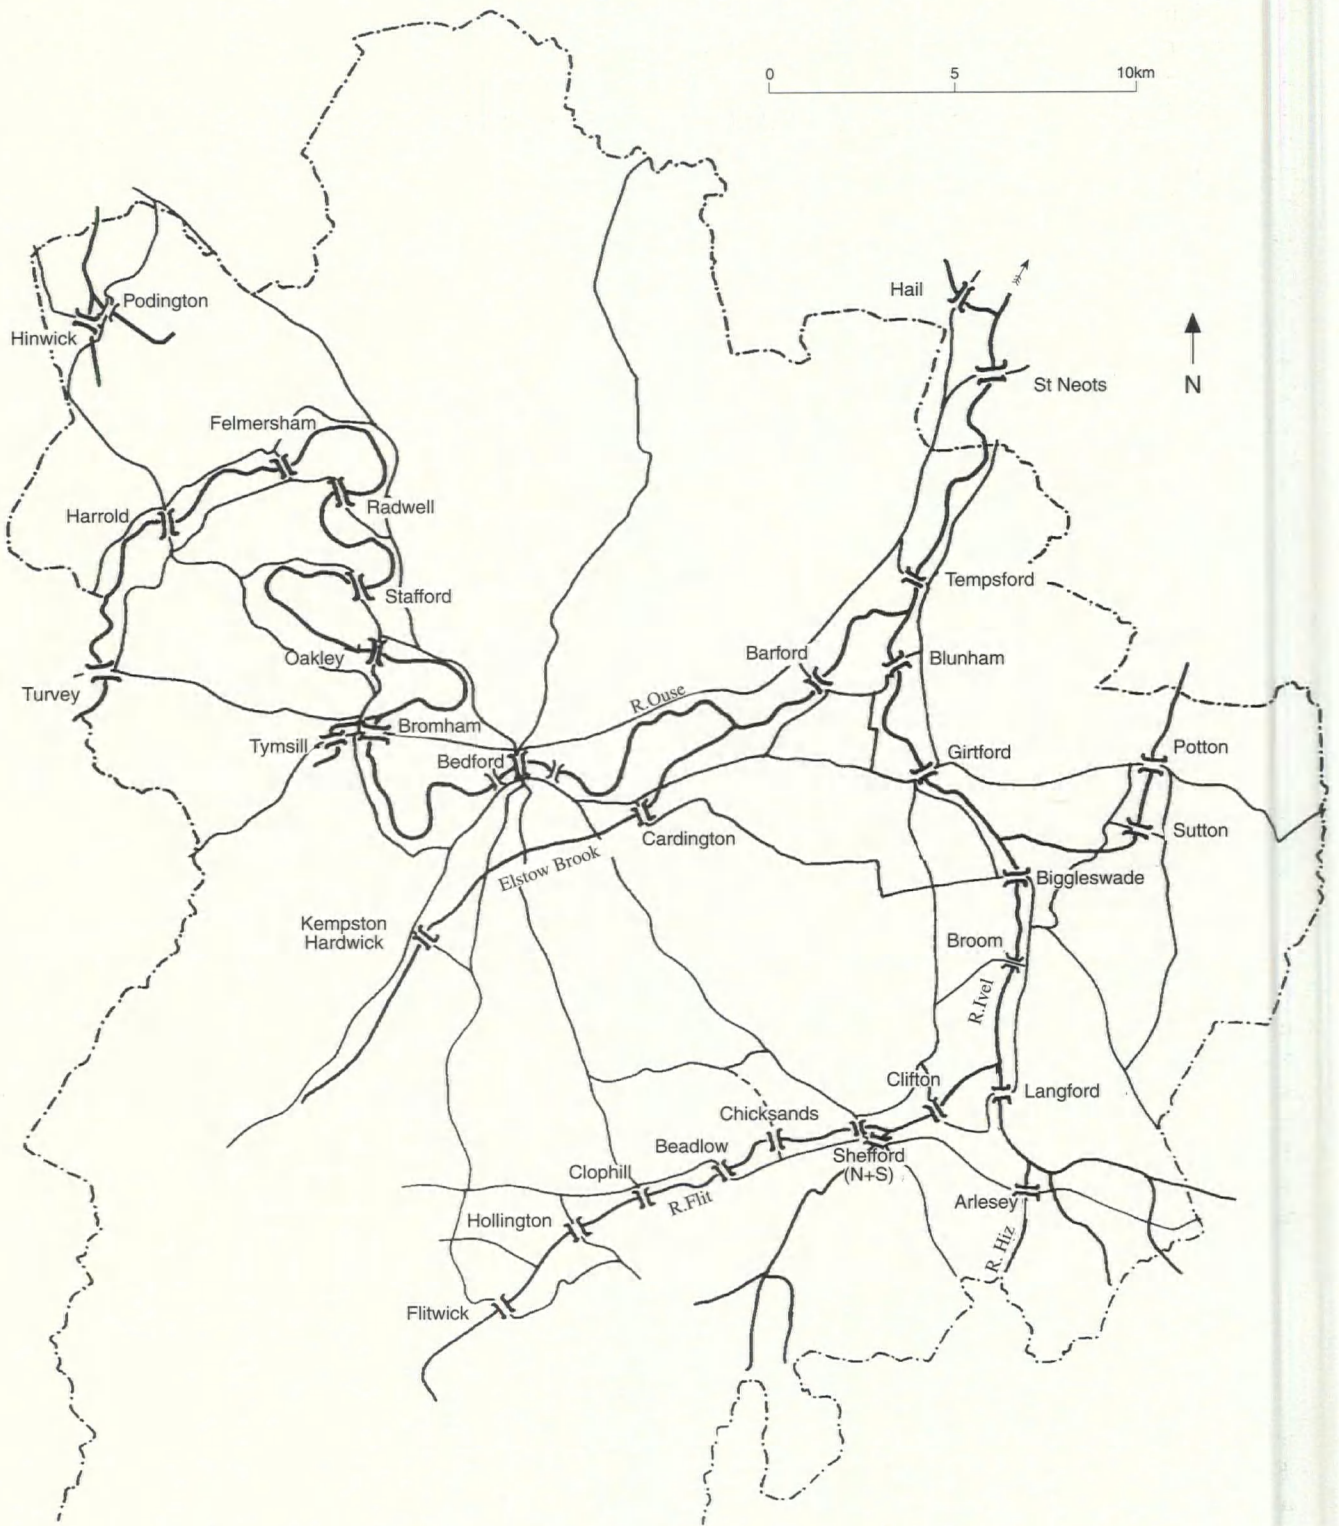 0 5 10km
Hail
Podington
Hinwick
St Neots
N
Felmersham
Harrold
Radwell
Tempsford
Stafford
Oakley
Barford
Blunham
Turvey
R.Ouse
Bromham
Tymsill
Bedford
Girtford
Potton
Cardington
Sutton
Elstow Brook
Biggleswade
Kempston
Hardwick
Broom
R.Ivel
Clifton
Langford
Chicksands
Beadlow
Shefford
(N+S)
Clophill
R.Flit
Arlesey
Hollington
R. Hiz
Flitwick